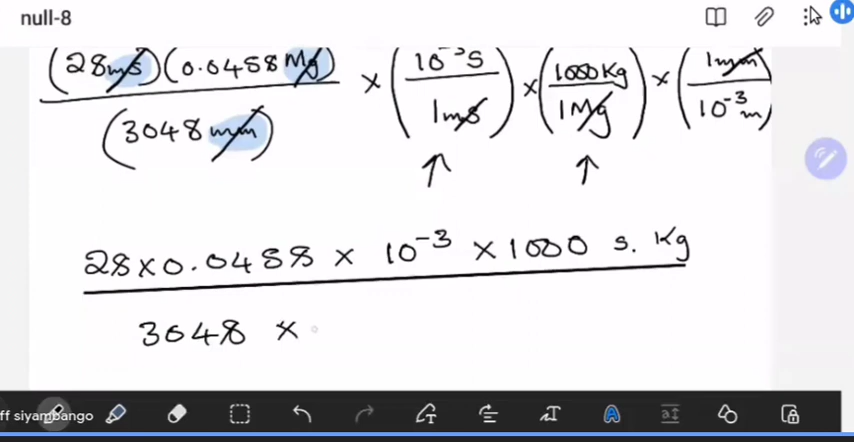 null-8
(28ms)(0.0458Mg) / (3048mm) × (10⁻³s / 1ms) × (1000Kg / 1Mg) × (1mm / 10⁻³m)
↑ ↑
28×0.0458 × 10⁻³ × 1000 s. Kg
3048 ×
ff siyambango